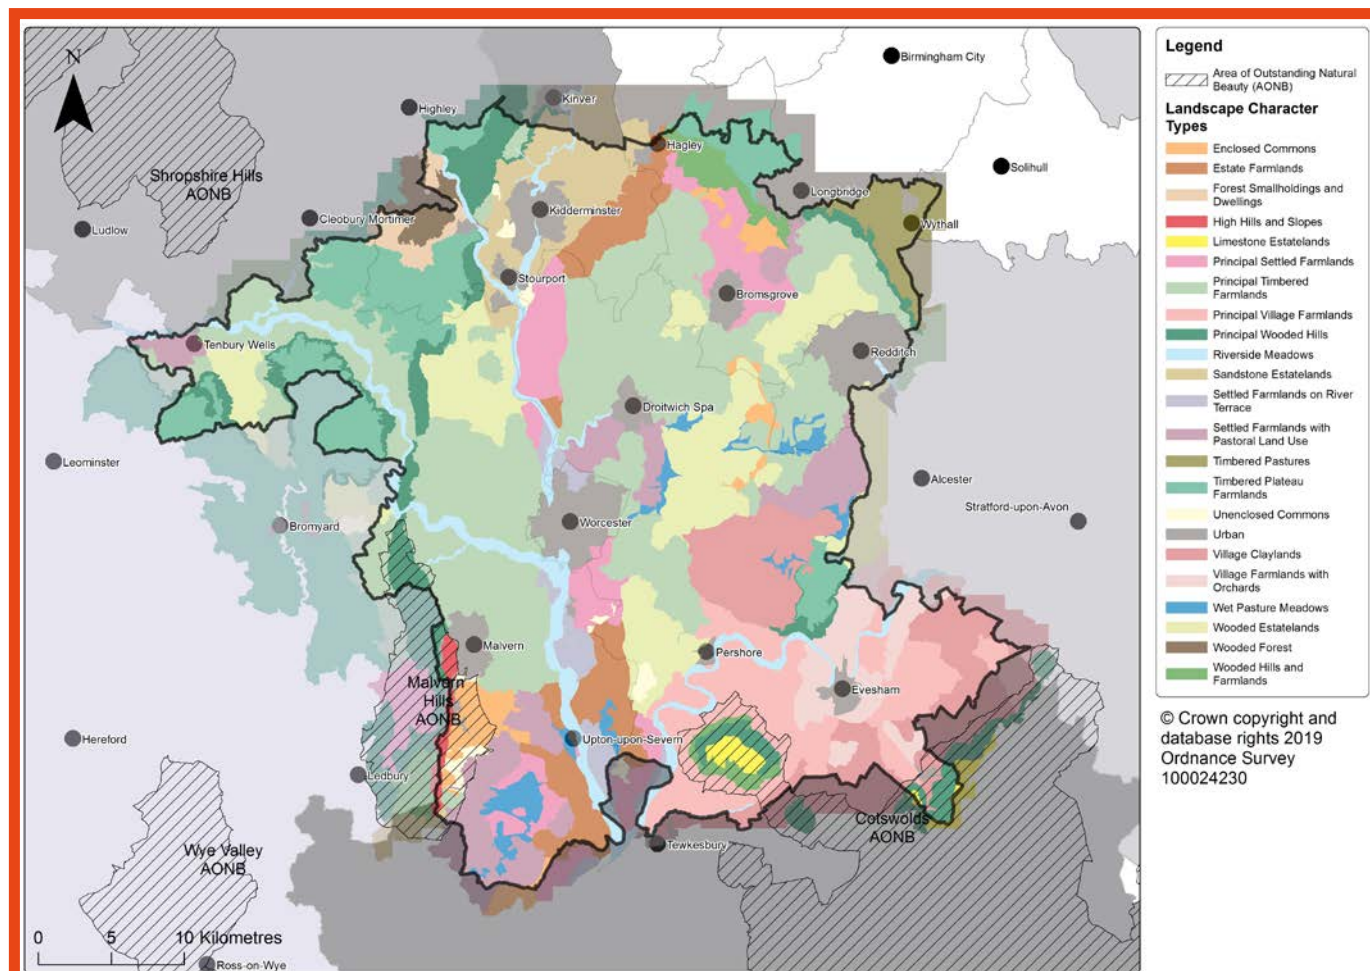 N
Birmingham City
Kinver
Highley
Hagley
Solihull
Shropshire Hills
AONB
Longbridge
Kidderminster
Cleobury Mortimer
Wythall
Ludlow
Stourport
Bromsgrove
Tenbury Wells
Redditch
Droitwich Spa
Leominster
Alcester
Stratford-upon-Avon
Worcester
Bromyard
Malvern
Pershore
Malvern
Hills
AONB
Evesham
Hereford
Upton-upon-Severn
Ledbury
Cotswolds
AONB
Tewkesbury
Wye Valley
AONB
0 5 10 Kilometres
Ross-on-Wye
Legend
Area of Outstanding Natural
Beauty (AONB)
Landscape Character
Types
Enclosed Commons
Estate Farmlands
Forest Smallholdings and
Dwellings
High Hills and Slopes
Limestone Estatelands
Principal Settled Farmlands
Principal Timbered
Farmlands
Principal Village Farmlands
Principal Wooded Hills
Riverside Meadows
Sandstone Estatelands
Settled Farmlands on River
Terrace
Settled Farmlands with
Pastoral Land Use
Timbered Pastures
Timbered Plateau
Farmlands
Unenclosed Commons
Urban
Village Claylands
Village Farmlands with
Orchards
Wet Pasture Meadows
Wooded Estatelands
Wooded Forest
Wooded Hills and
Farmlands
© Crown copyright and
database rights 2019
Ordnance Survey
100024230